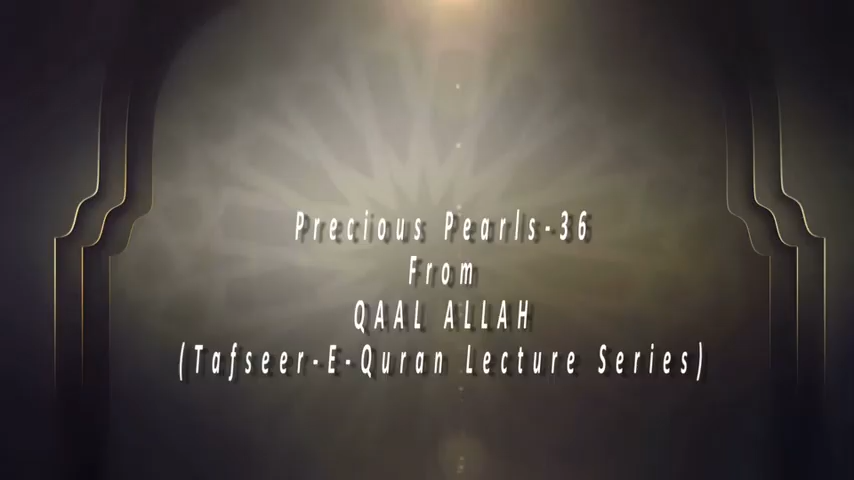 Precious Pearls-36
From
QAAL ALLAH
(Tafseer-E-Quran Lecture Series)